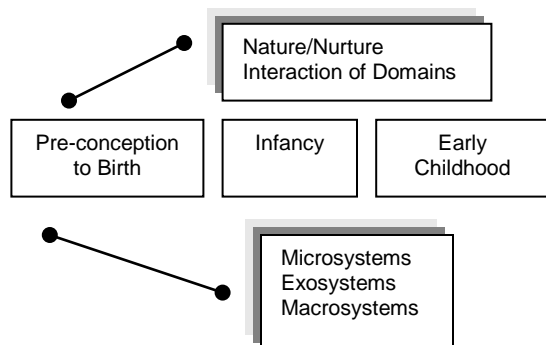 Nature/Nurture
Interaction of Domains
Pre-conception
to Birth
Infancy
Early
Childhood
Microsystems
Exosystems
Macrosystems